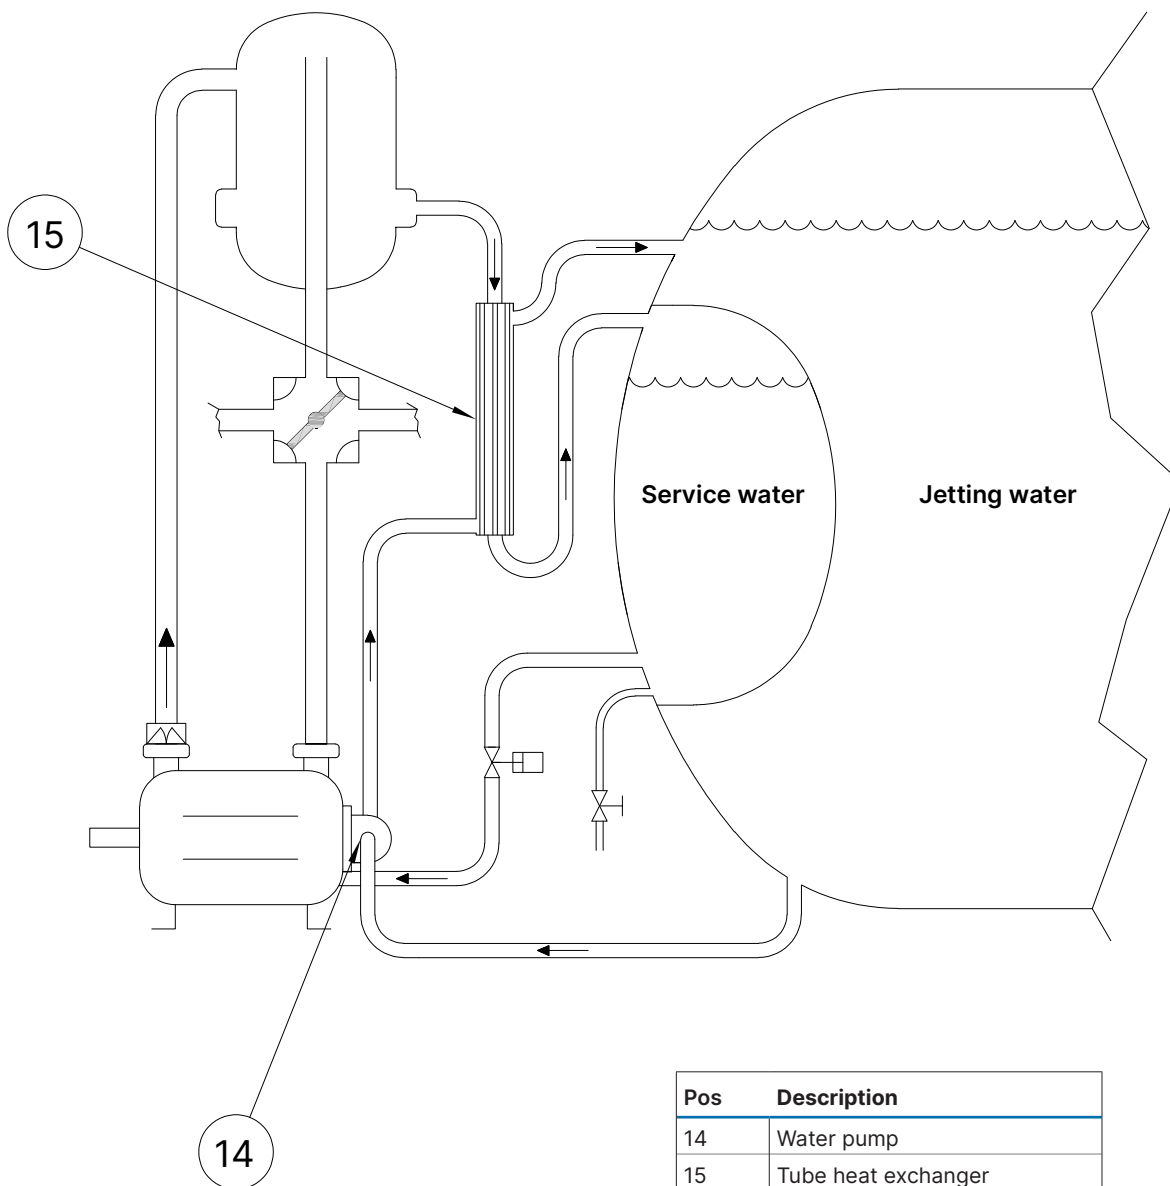 15
Service water
Jetting water
14
Pos Description
14 Water pump
15 Tube heat exchanger